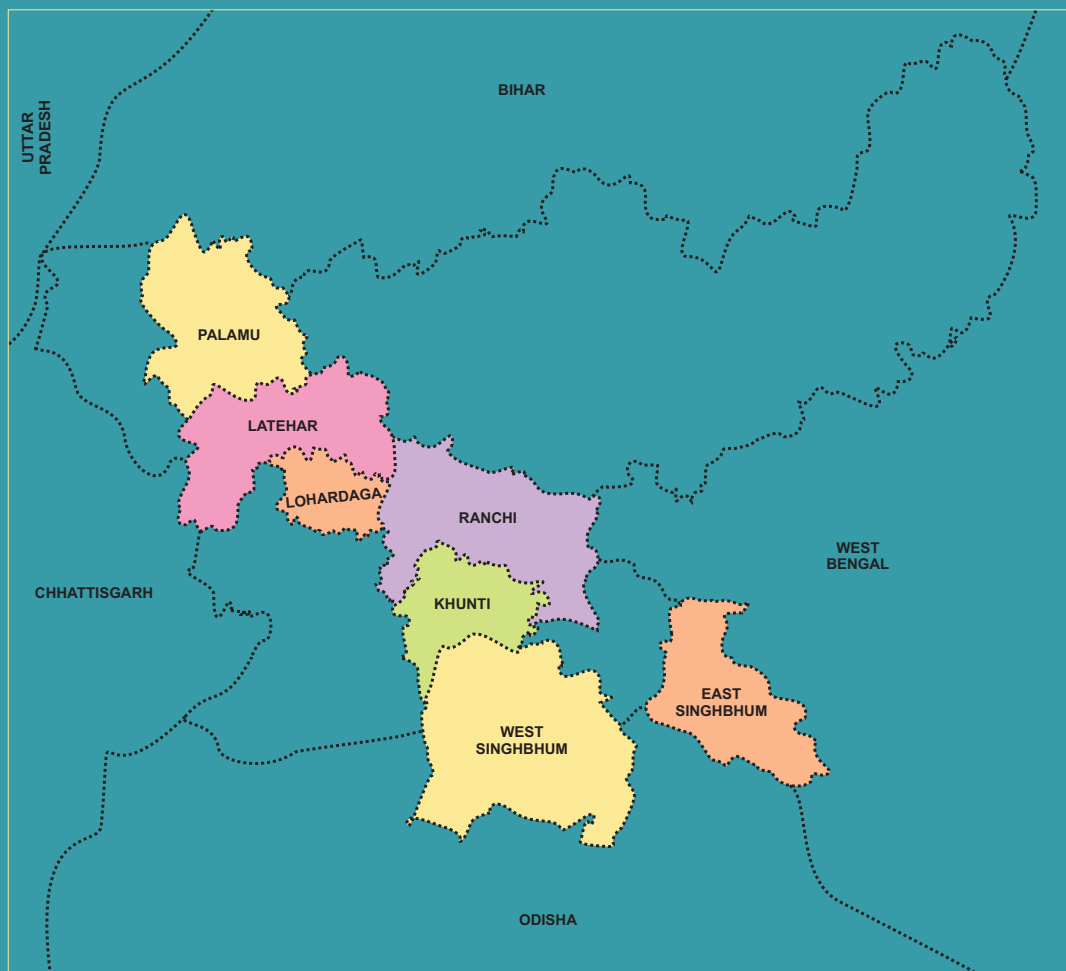 BIHAR
UTTAR
PRADESH
PALAMU
LATEHAR
LOHARDAGA
RANCHI
WEST
BENGAL
CHHATTISGARH
KHUNTI
EAST
SINGHBHUM
WEST
SINGHBHUM
ODISHA